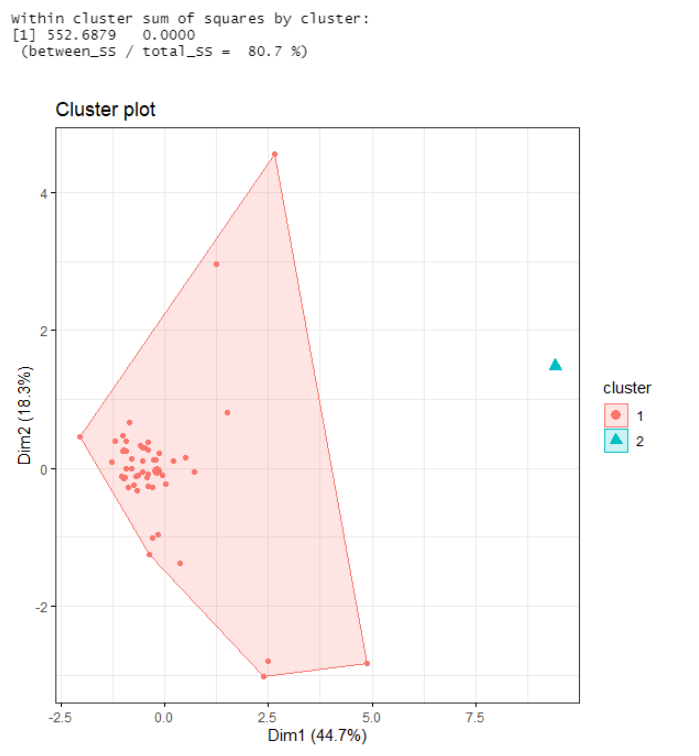 within cluster sum of squares by cluster:
[1] 552.6879   0.0000
 (between_SS / total_SS =  80.7 %)
Cluster plot
4
2
0
-2
Dim2 (18.3%)
-2.5 0.0 2.5 5.0 7.5
Dim1 (44.7%)
cluster
1
2